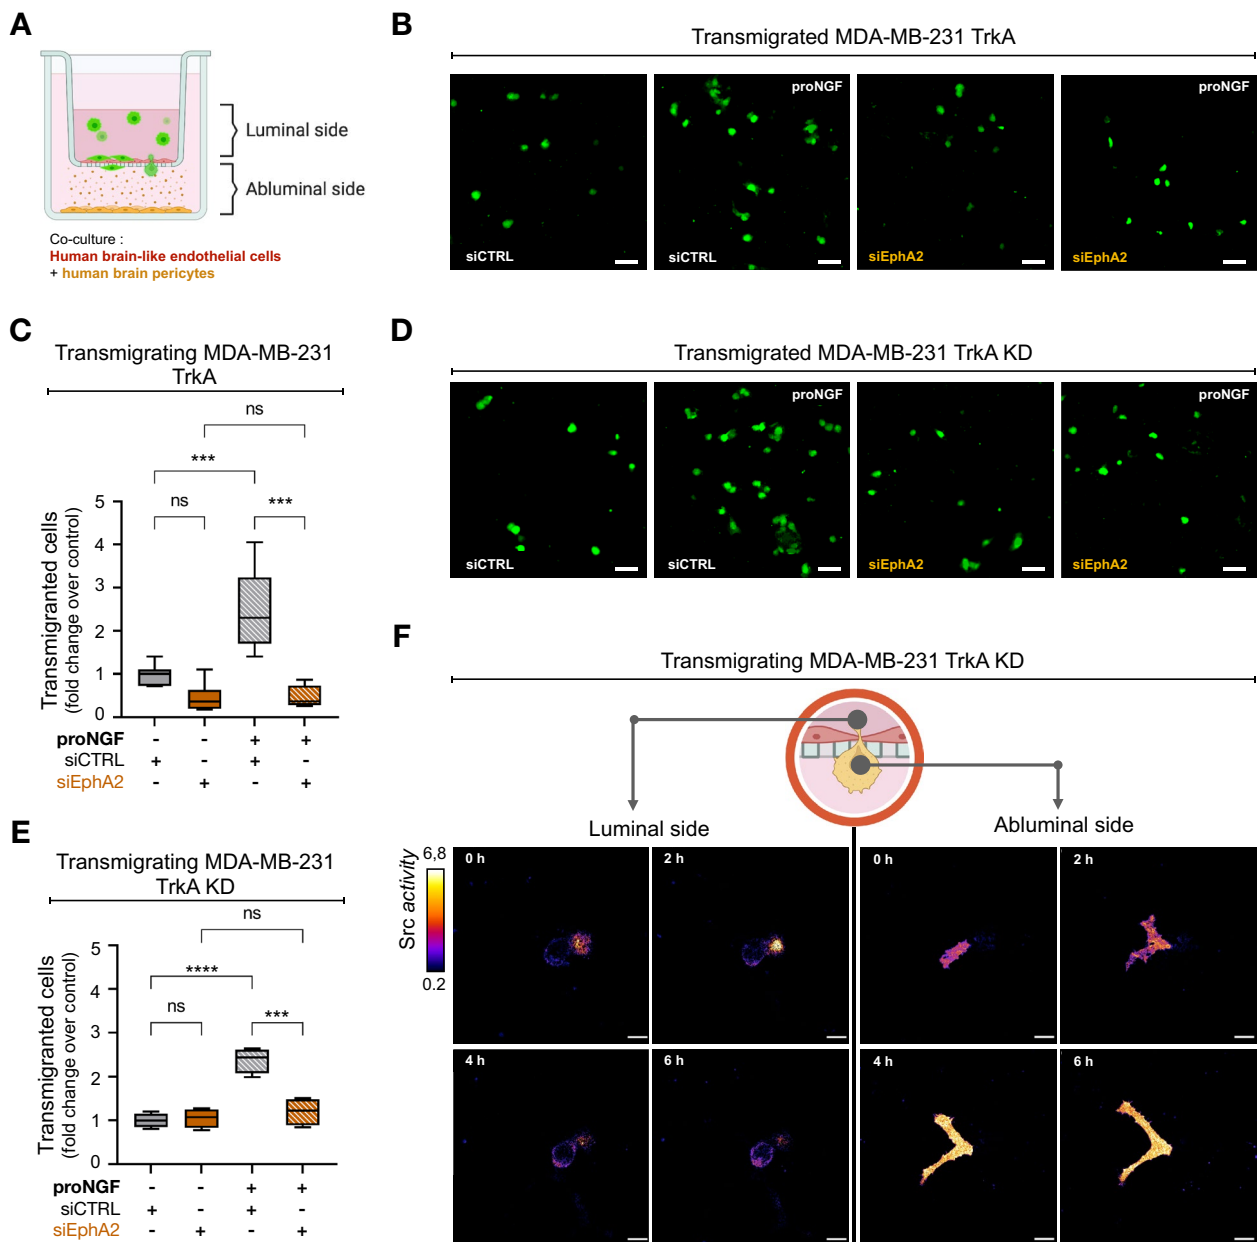 A
Luminal side
Abluminal side
Co-culture :
Human brain-like endothelial cells
+ human brain pericytes
B
Transmigrated MDA-MB-231 TrkA
siCTRL
proNGF
siCTRL
siEphA2
proNGF
siEphA2
C
Transmigrating MDA-MB-231
TrkA
ns
***
ns
***
Transmigranted cells
(fold change over control)
5
4
3
2
1
0
proNGF - - + +
siCTRL + - + -
siEphA2 - + - +
D
Transmigrated MDA-MB-231 TrkA KD
siCTRL
proNGF
siCTRL
siEphA2
proNGF
siEphA2
E
Transmigrating MDA-MB-231
TrkA KD
ns
****
ns
***
Transmigranted cells
(fold change over control)
5
4
3
2
1
0
proNGF - - + +
siCTRL + - + -
siEphA2 - + - +
F
Transmigrating MDA-MB-231 TrkA KD
Luminal side
Abluminal side
Src activity
6,8
0.2
0 h
2 h
0 h
2 h
4 h
6 h
4 h
6 h